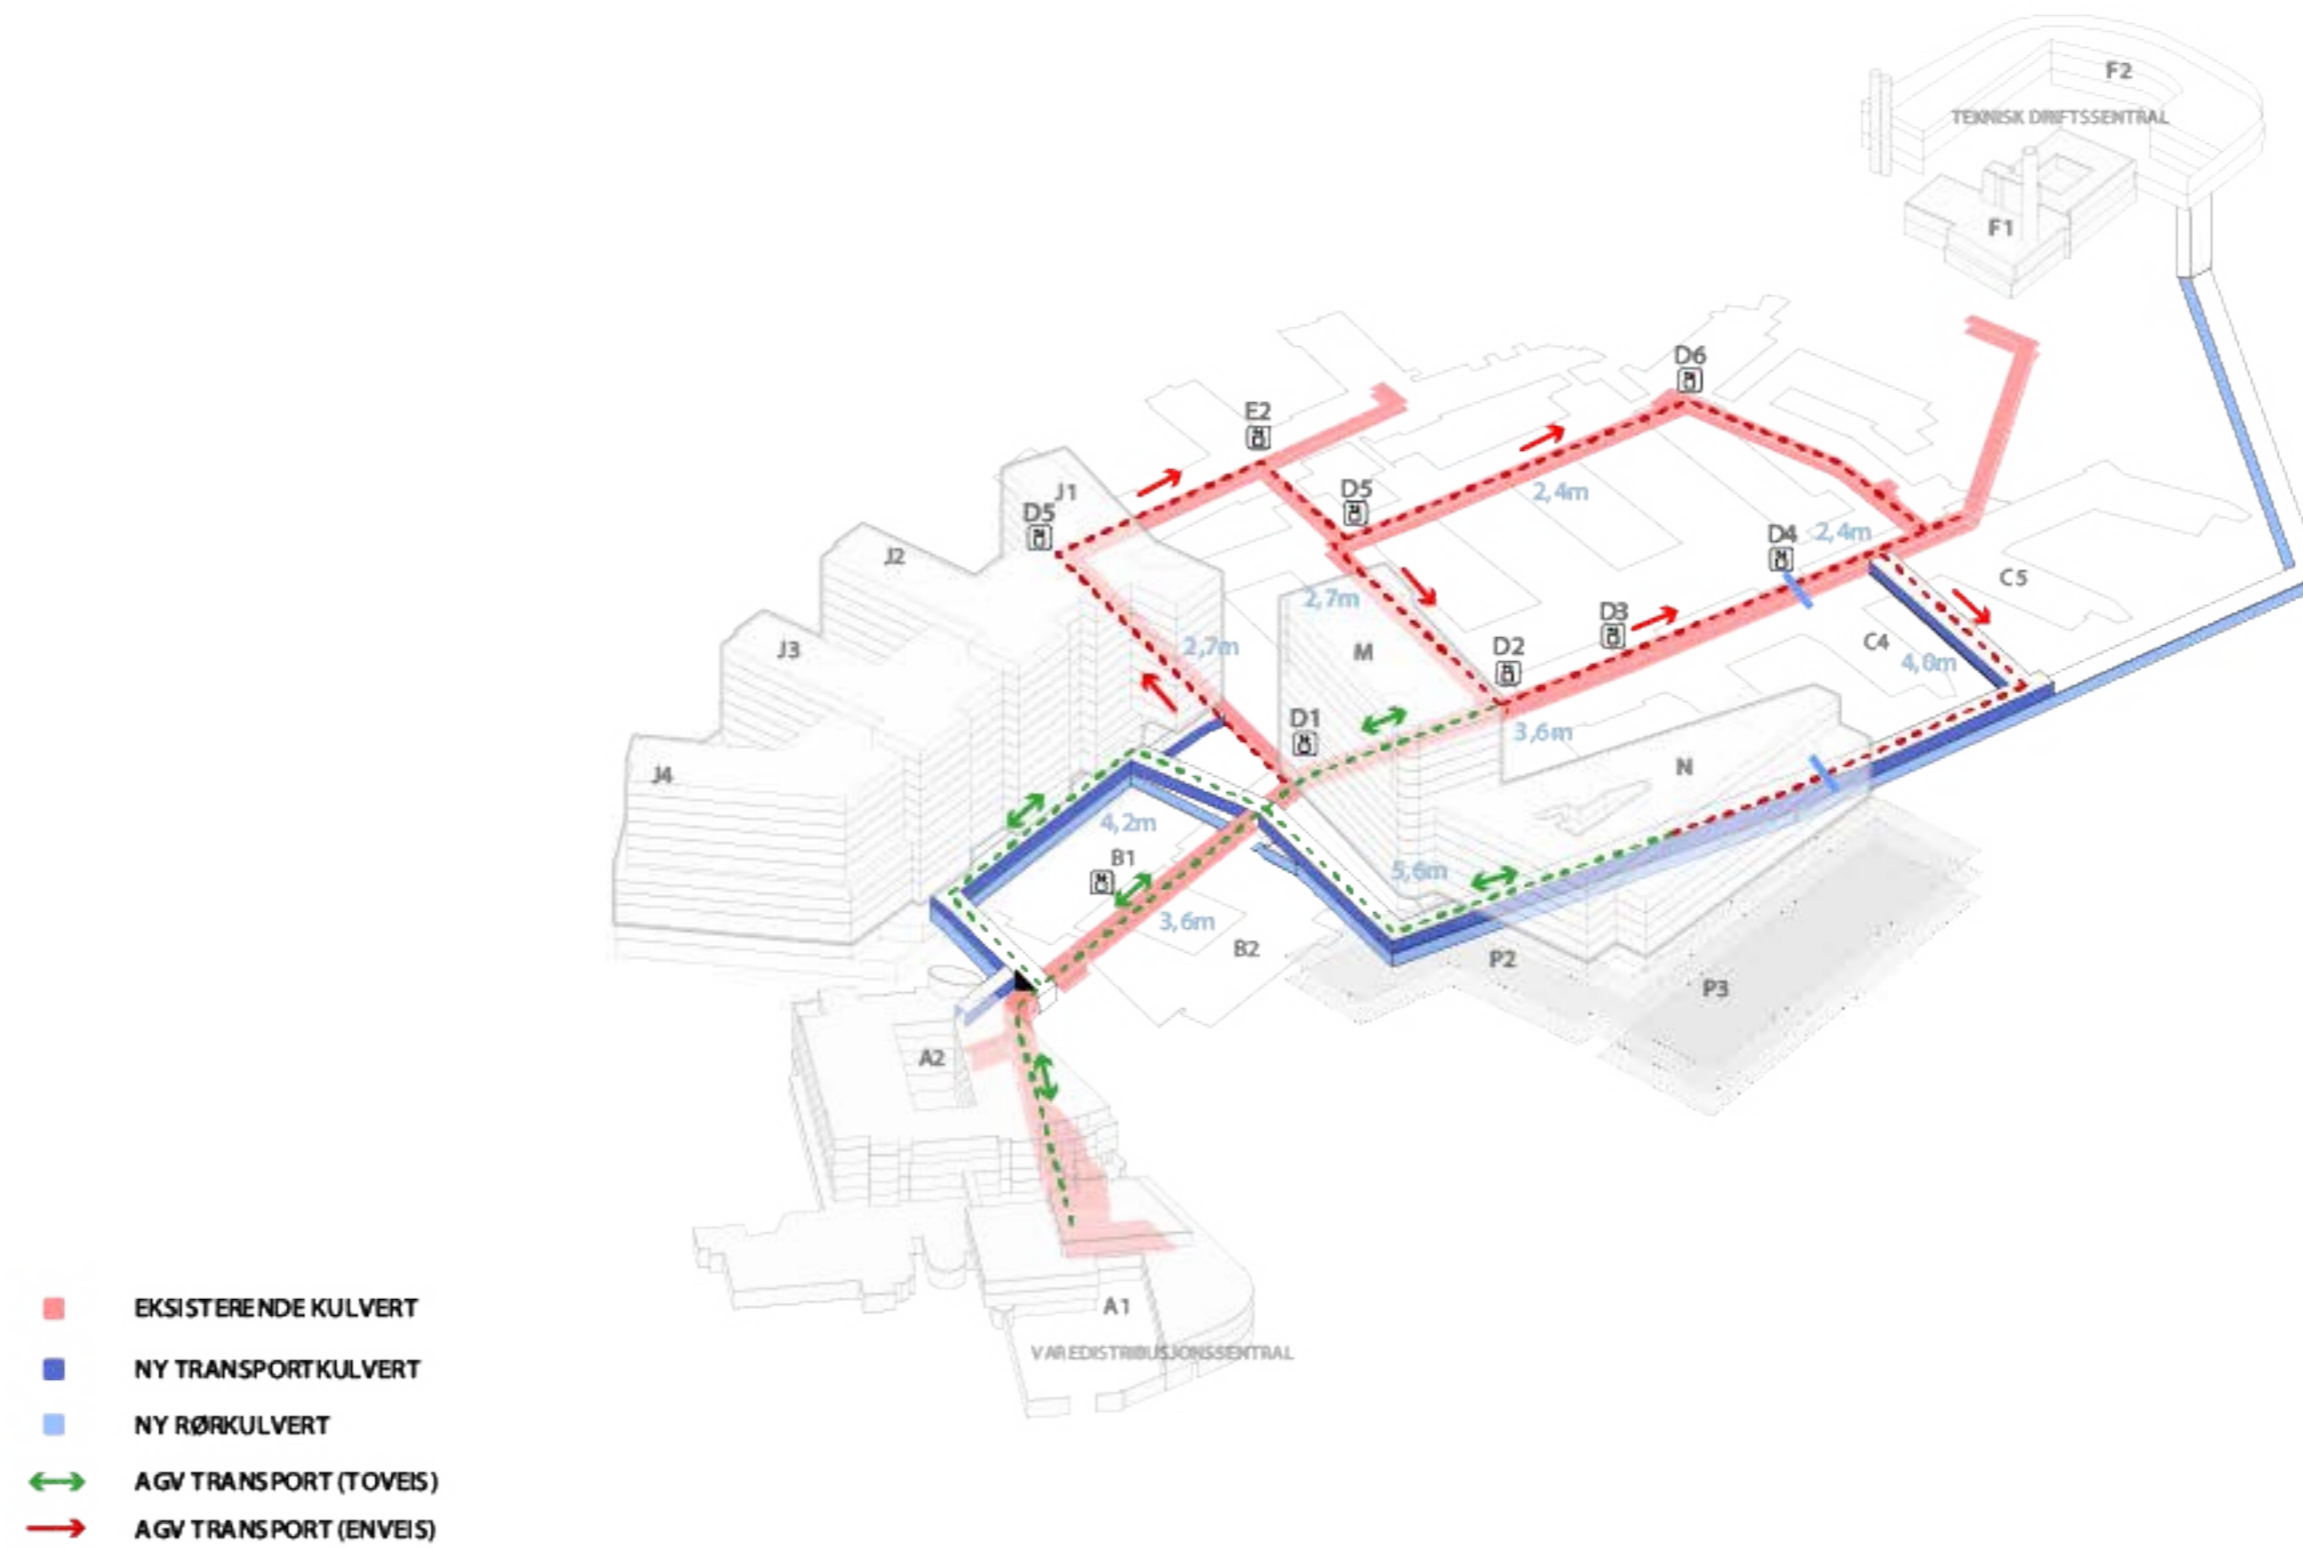 F2
TEKNISK DRIFTSSENTRAL
F1
D6
E2
D5
J1
D5
2,4m
D4
2,4m
J2
C5
2,7m
D3
C4
J3
2,7m
M
D2
4,0m
D1
3,6m
J4
N
4,2m
B1
5,6m
3,6m
B2
P2
P3
A2
A1
VAREDISTRIBUSJONSSENTRAL
EKSISTERENDE KULVERT
NY TRANSPORTKULVERT
NY RØRKULVERT
AGV TRANSPORT (TOVEIS)
AGV TRANSPORT (ENVEIS)